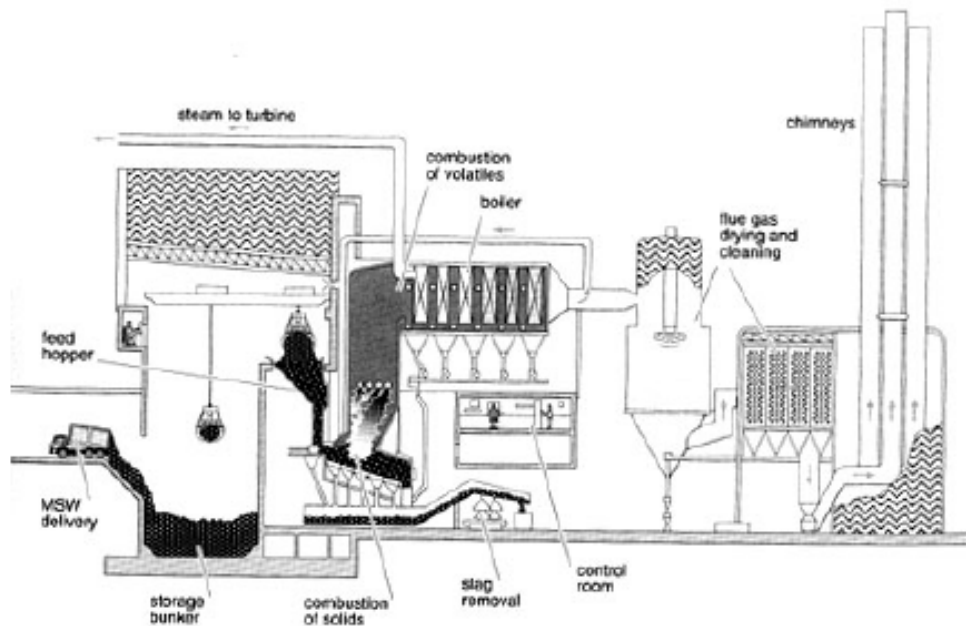 steam to turbine
combustion
of volatiles
boiler
chimneys
flue gas
drying and
cleaning
feed
hopper
MSW
delivery
storage
bunker
combustion
of solids
slag
removal
control
room